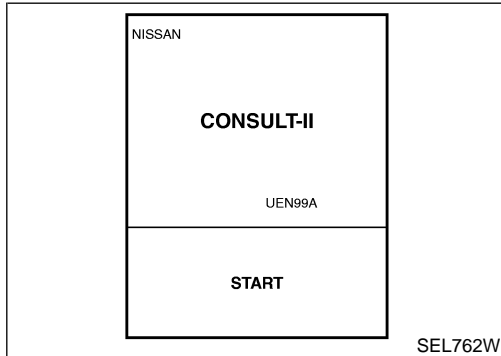 NISSAN
CONSULT-II
UEN99A
START
SEL762W